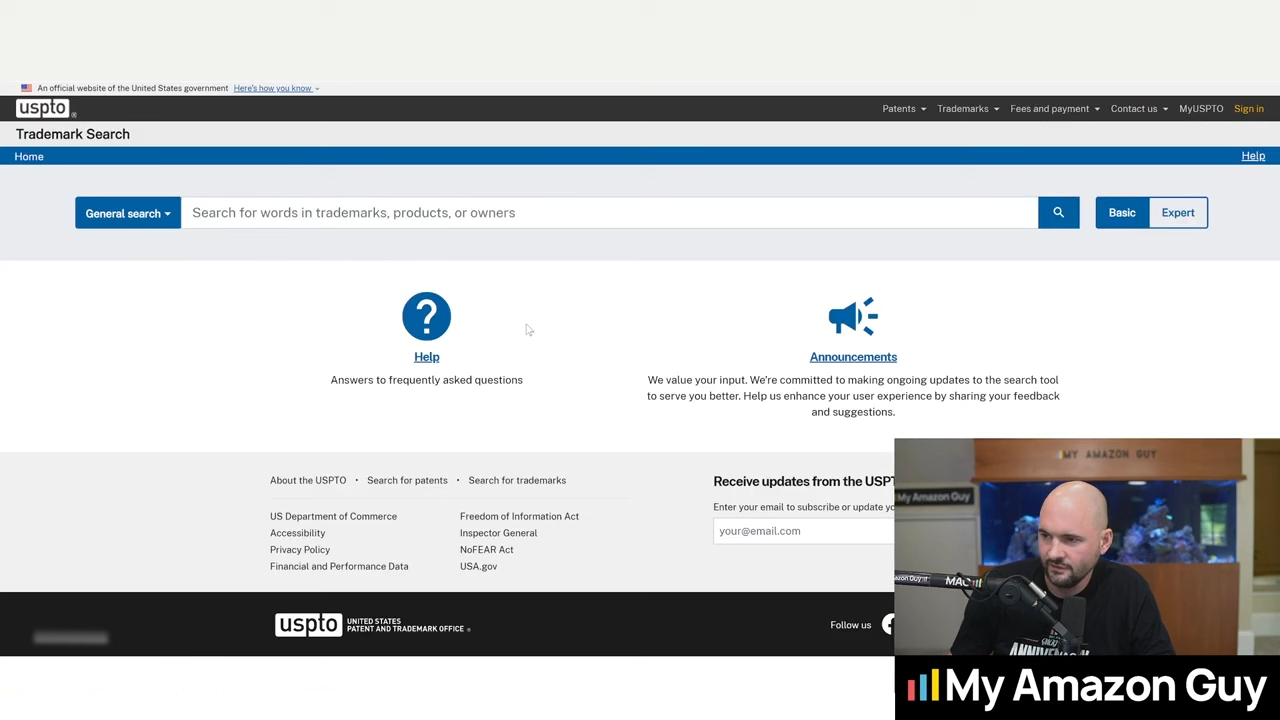 An official website of the United States government Here's how you know
uspto ®
Patents Trademarks Fees and payment Contact us MyUSPTO Sign in
Trademark Search
Home
Help
General search
Search for words in trademarks, products, or owners
Basic
Expert
Help
Answers to frequently asked questions
Announcements
We value your input. We're committed to making ongoing updates to the search tool
to serve you better. Help us enhance your user experience by sharing your feedback
and suggestions.
About the USPTO • Search for patents • Search for trademarks
US Department of Commerce
Accessibility
Privacy Policy
Financial and Performance Data
Freedom of Information Act
Inspector General
NoFEAR Act
USA.gov
Receive updates from the USPT
Enter your email to subscribe or update yo
your@email.com
uspto
UNITED STATES
PATENT AND TRADEMARK OFFICE ®
Follow us
MY AMAZON GUY
My Amazon Guy
azon Guy
MAG
My Amazon Guy